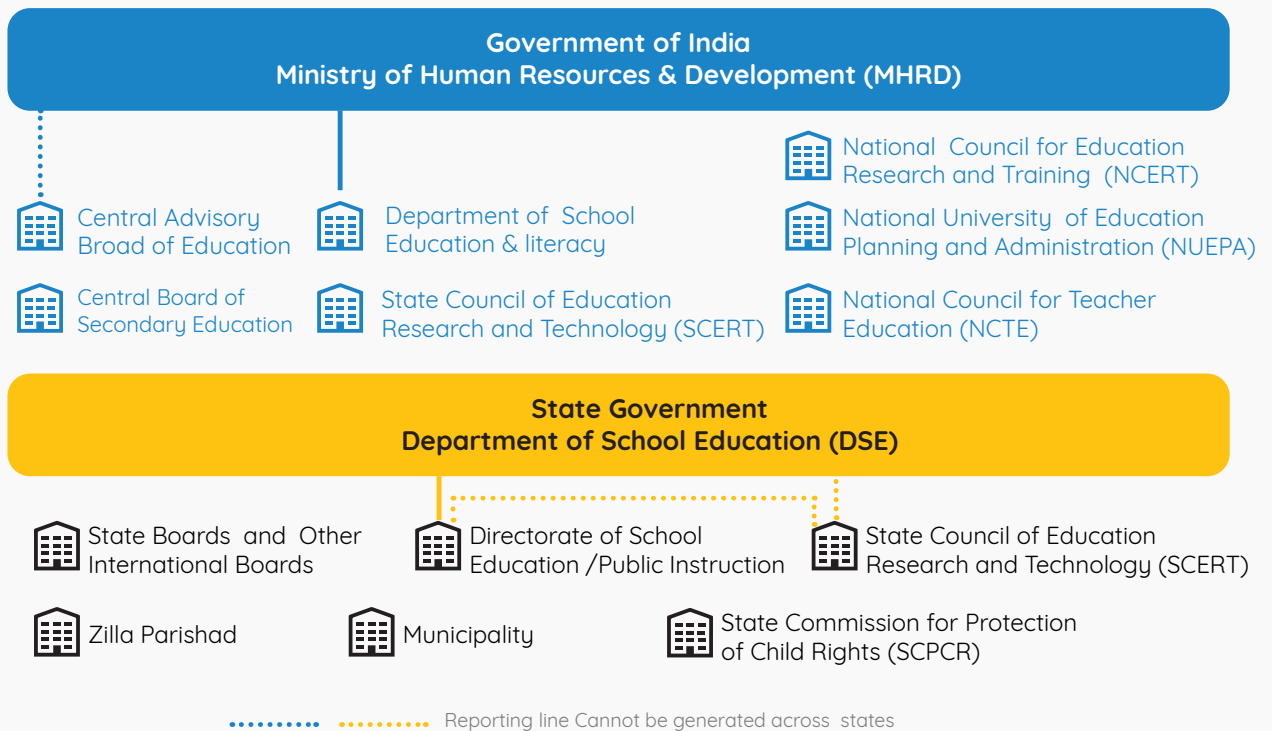 Government of India
Ministry of Human Resources & Development (MHRD)
National Council for Education
Research and Training (NCERT)
Central Advisory
Broad of Education
Department of School
Education & literacy
National University of Education
Planning and Administration (NUEPA)
Central Board of
Secondary Education
State Council of Education
Research and Technology (SCERT)
National Council for Teacher
Education (NCTE)
State Government
Department of School Education (DSE)
State Boards and Other
International Boards
Directorate of School
Education /Public Instruction
State Council of Education
Research and Technology (SCERT)
Zilla Parishad
Municipality
State Commission for Protection
of Child Rights (SCPCR)
Reporting line Cannot be generated across states